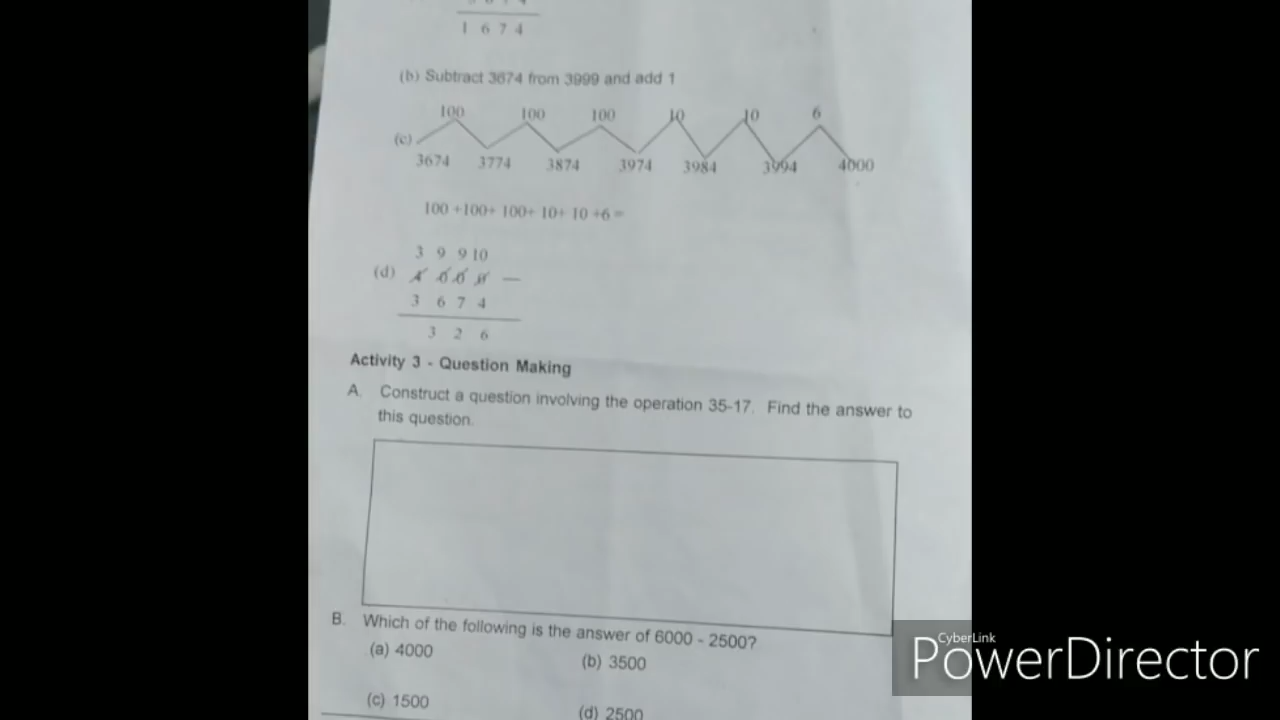 1 6 7 4
(b) Subtract 3674 from 3999 and add 1
100 100 100 10 10 6
(c)
3674 3774 3874 3974 3984 3994 4000
100 +100+ 100+ 10+ 10 +6 =
3 9 9 10
(d) 4 0 0 0 —
3 6 7 4
3 2 6
Activity 3 - Question Making
A. Construct a question involving the operation 35-17. Find the answer to
this question.
B. Which of the following is the answer of 6000 - 2500?
(a) 4000 (b) 3500
(c) 1500 (d) 2500
CyberLink
PowerDirector